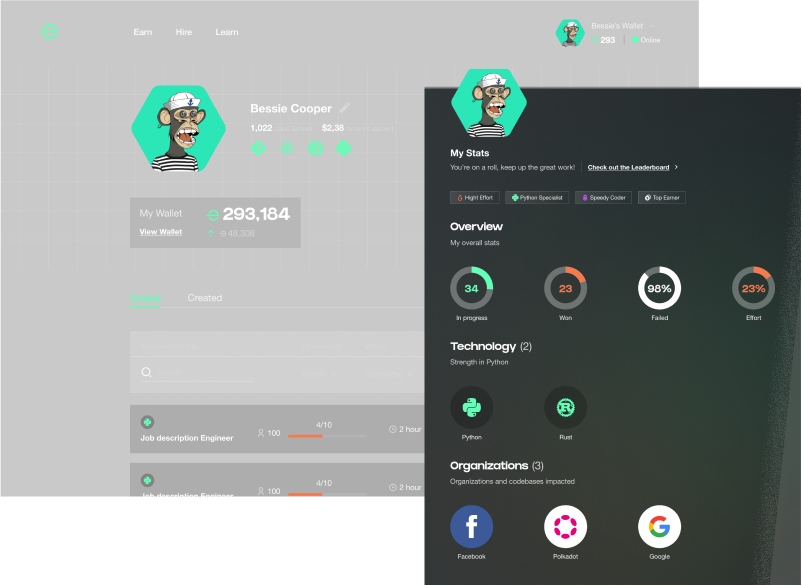 Earn Hire Learn
Bessie's Wallet
293 Online
Bessie Cooper
1,022 $2,38
My Wallet 293,184
View Wallet 48,308
Created
4/10
100 2 hour
Job description Engineer
4/10
100 2 hour
Job description Engineer
My Stats
You're on a roll, keep up the great work! Check out the Leaderboard
Hight Effort Python Specialist Speedy Coder Top Earner
Overview
My overall stats
34 23 98% 23%
In progress Won Failed Effort
Technology (2)
Strength in Python
Python Rust
Organizations (3)
Organizations and codebases impacted
Facebook Polkadot Google